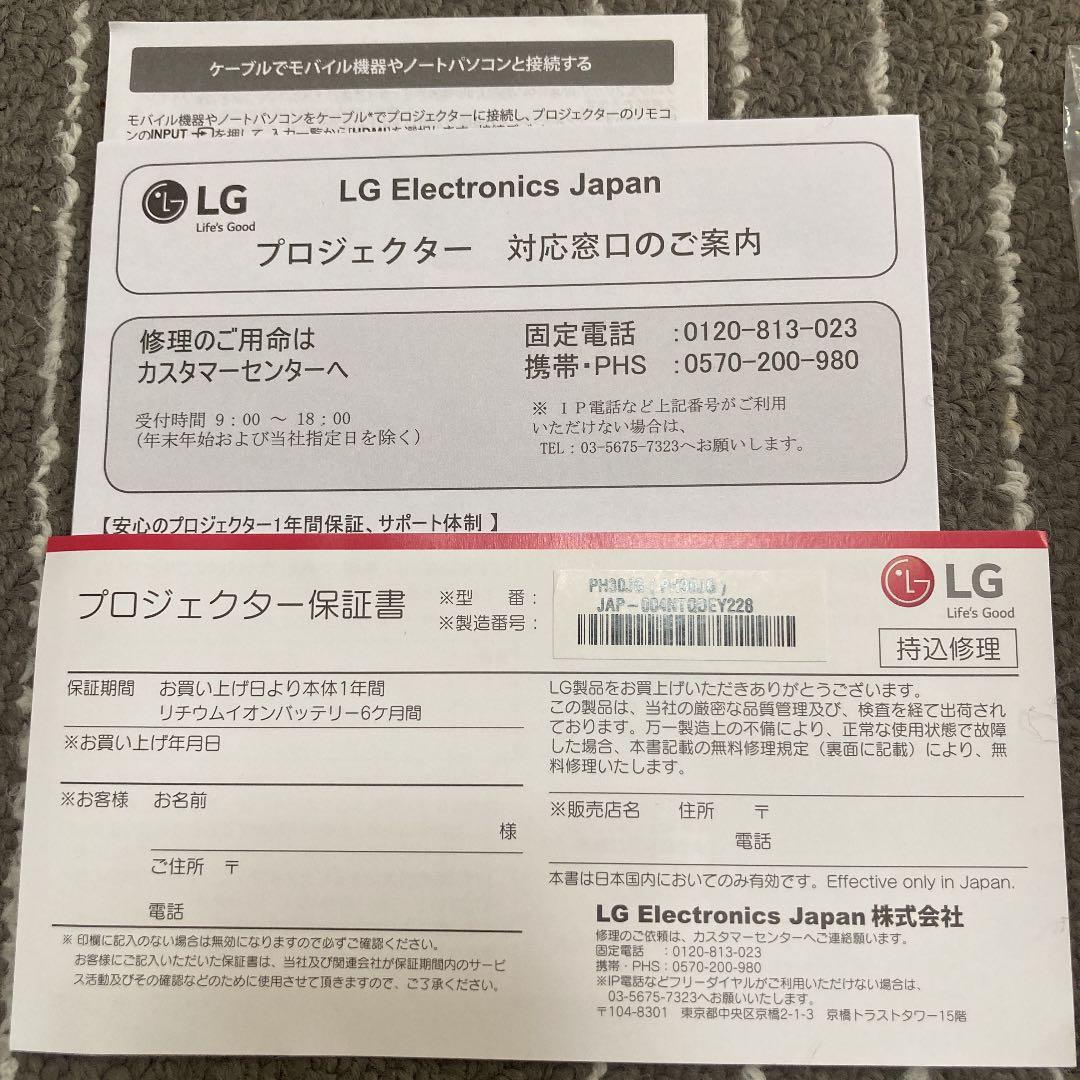 ケーブルでモバイル機器やノートパソコンと接続する
モバイル機器やノートパソコンをケーブル*でプロジェクターに接続し、プロジェクターのリモコ
ンのINPUT を押して、入力一覧から[HDMI]を選択します。
LG
Life's Good
LG Electronics Japan
プロジェクター 対応窓口のご案内
修理のご用命は
カスタマーセンターへ
受付時間 9:00 ～ 18:00
(年末年始および当社指定日を除く)
固定電話 :0120-813-023
携帯・PHS :0570-200-980
※ IP電話など上記番号がご利用
いただけない場合は、
TEL:03-5675-7323へお願いします。
【安心のプロジェクター1年間保証、サポート体制 】
プロジェクター保証書
※型 番:
※製造番号:
PH30JG ( PH30JG )
JAP-004NTQDEY228
LG
Life's Good
持込修理
保証期間 お買い上げ日より本体1年間
リチウムイオンバッテリー6ケ月間
※お買い上げ年月日
※お客様 お名前
様
ご住所 〒
電話
※ 印欄に記入のない場合は無効になりますので必ずご確認ください。
お客様にご記入いただいた保証書は、当社及び関連会社が保証期間内のサービ
ス活動及びその確認などのために使用させて頂きますので、ご了承ください。
LG製品をお買上げいただきありがとうございます。
この製品は、当社の厳密な品質管理及び、検査を経て出荷され
ております。万一製造上の不備により、正常な使用状態で故障
した場合、本書記載の無料修理規定（裏面に記載）により、無
料修理いたします。
※販売店名 住所 〒
電話
本書は日本国内においてのみ有効です。Effective only in Japan.
LG Electronics Japan 株式会社
修理のご依頼は、カスタマーセンターへご連絡願います。
固定電話 :0120-813-023
携帯・PHS:0570-200-980
※IP電話などフリーダイヤルがご利用いただけない場合は、
03-5675-7323へお願いいたします。
〒104-8301 東京都中央区京橋2-1-3 京橋トラストタワー15階